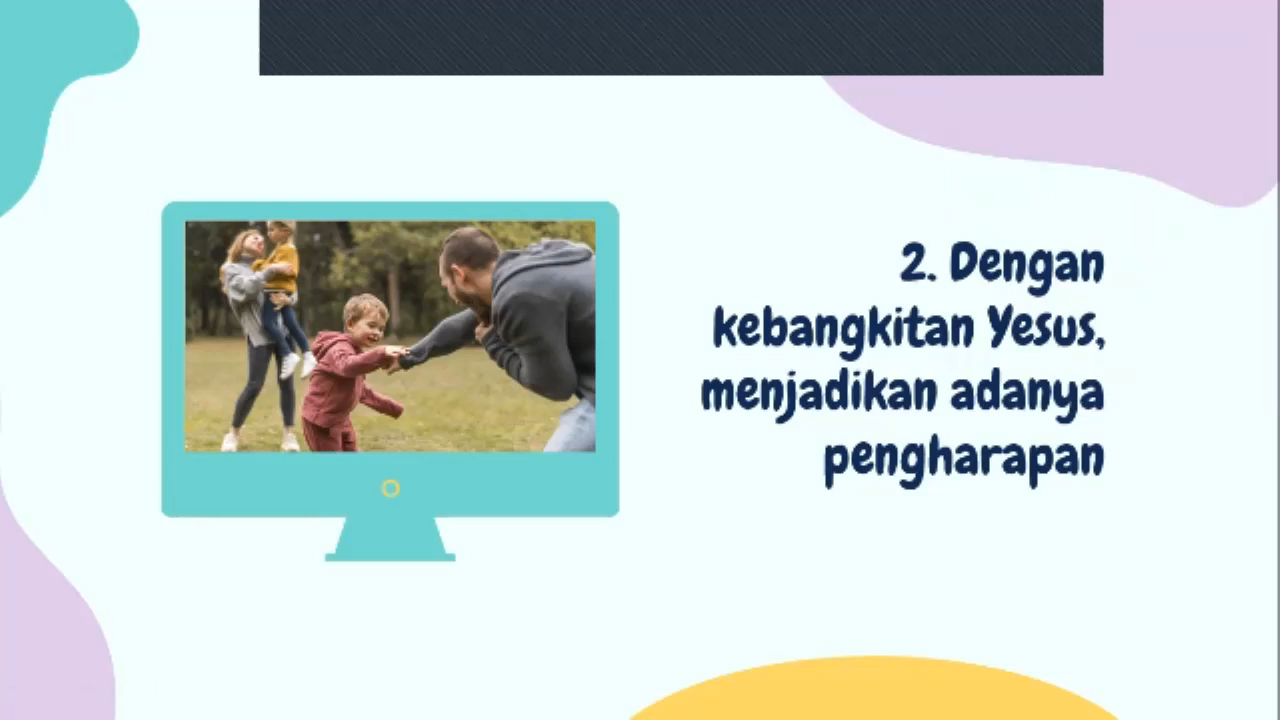 2. Dengan
kebangkitan Yesus,
menjadikan adanya
pengharapan